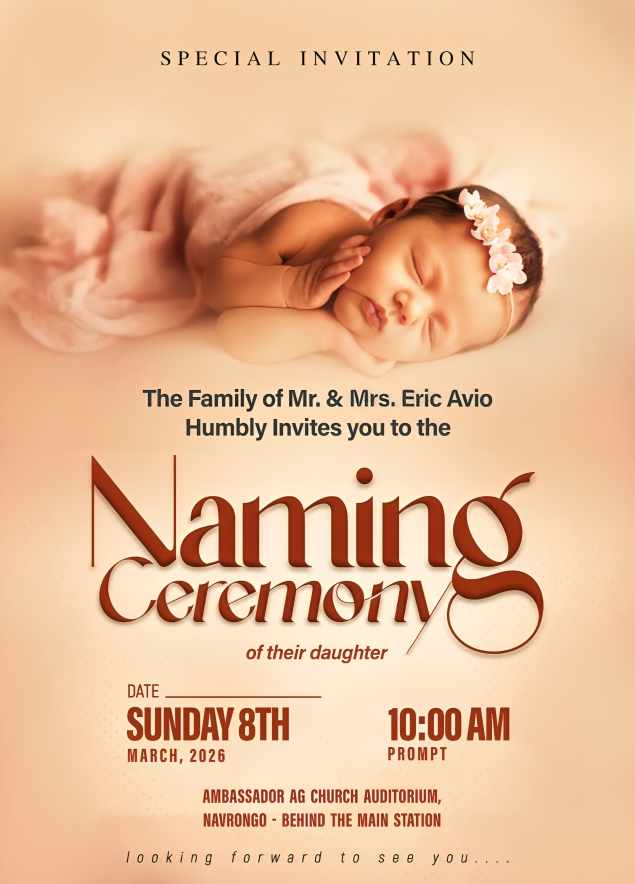 SPECIAL INVITATION
The Family of Mr. & Mrs. Eric Avio
Humbly Invites you to the
Naming
Ceremony
of their daughter
DATE
SUNDAY 8TH
MARCH, 2026
10:00 AM
PROMPT
AMBASSADOR AG CHURCH AUDITORIUM,
NAVRONGO - BEHIND THE MAIN STATION
looking forward to see you....